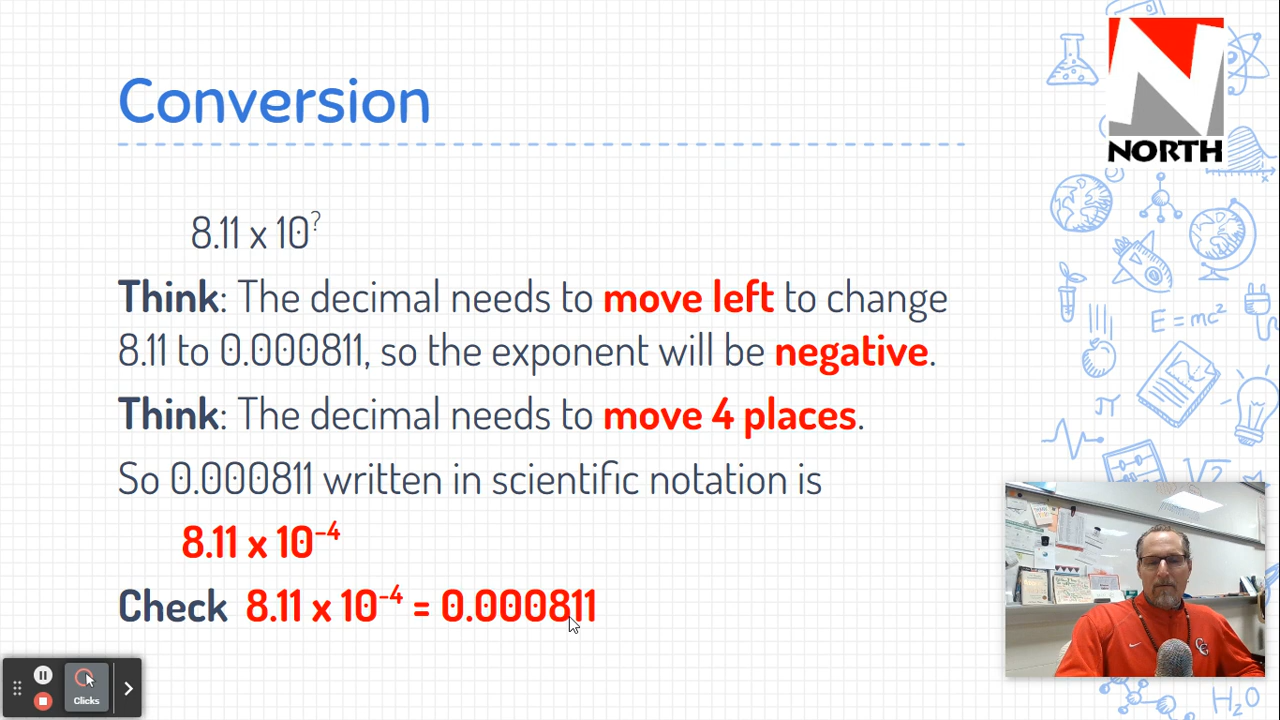 Conversion
NORTH
8.11 x 10^?
Think: The decimal needs to move left to change
8.11 to 0.000811, so the exponent will be negative.
Think: The decimal needs to move 4 places.
So 0.000811 written in scientific notation is
8.11 x 10^−4
Check 8.11 x 10^−4 = 0.000811
E = mc²
π
√2
H₂O
Clicks